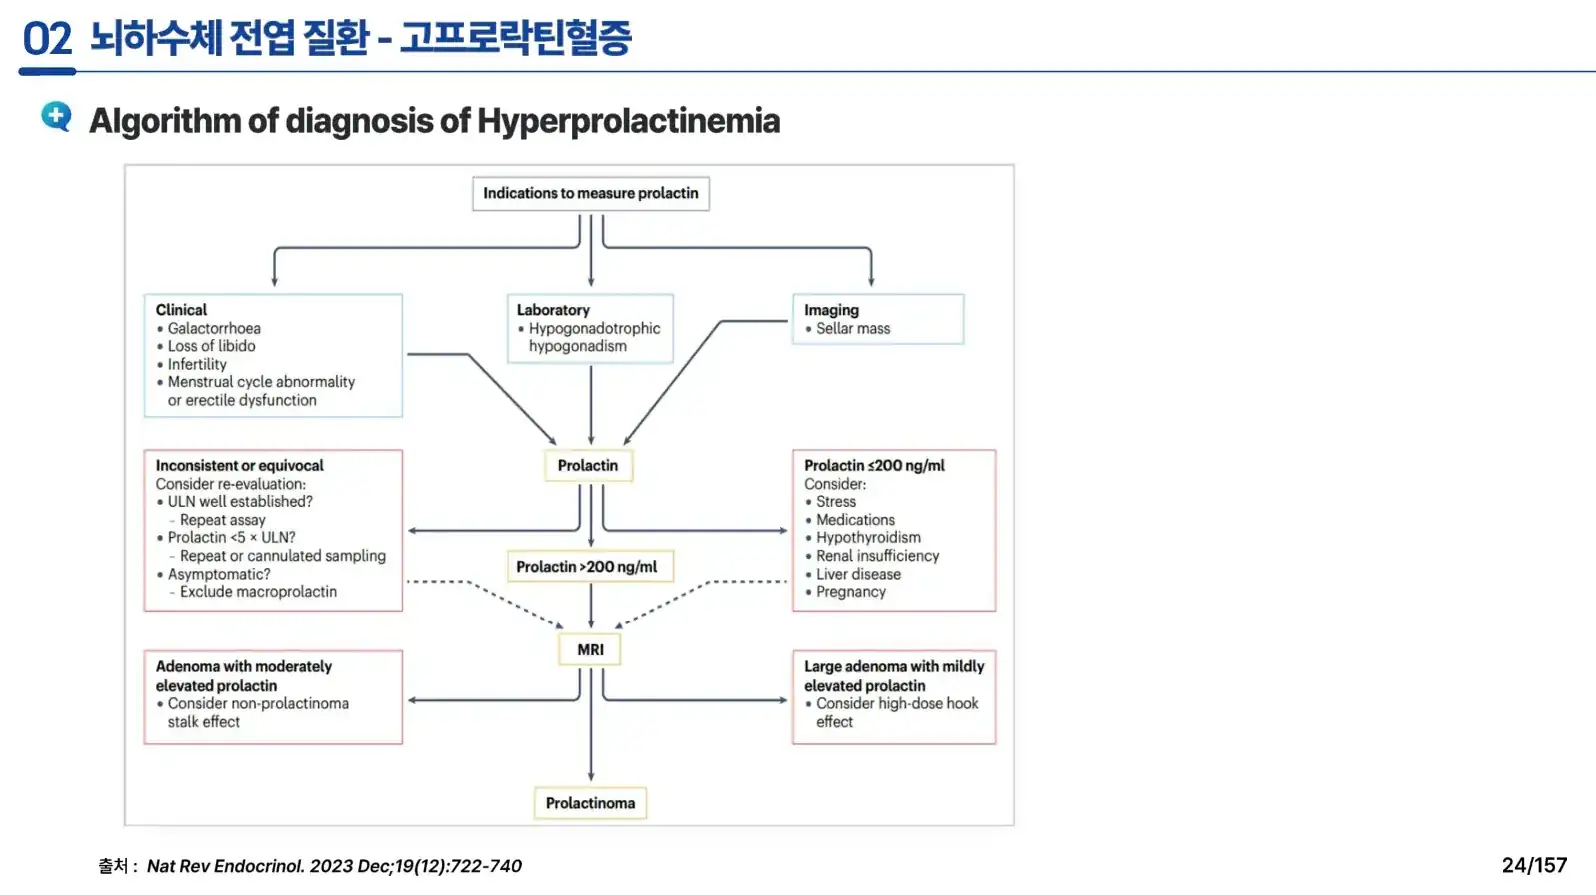 02 뇌하수체 전엽 질환 - 고프로락틴혈증
Algorithm of diagnosis of Hyperprolactinemia
Indications to measure prolactin
Clinical
• Galactorrhoea
• Loss of libido
• Infertility
• Menstrual cycle abnormality
or erectile dysfunction
Laboratory
• Hypogonadotrophic
hypogonadism
Imaging
• Sellar mass
Prolactin
Inconsistent or equivocal
Consider re-evaluation:
• ULN well established?
- Repeat assay
• Prolactin <5 × ULN?
- Repeat or cannulated sampling
• Asymptomatic?
- Exclude macroprolactin
Prolactin >200 ng/ml
Prolactin ≤200 ng/ml
Consider:
• Stress
• Medications
• Hypothyroidism
• Renal insufficiency
• Liver disease
• Pregnancy
MRI
Adenoma with moderately
elevated prolactin
• Consider non-prolactinoma
stalk effect
Large adenoma with mildly
elevated prolactin
• Consider high-dose hook
effect
Prolactinoma
출처 : Nat Rev Endocrinol. 2023 Dec;19(12):722-740
24/157